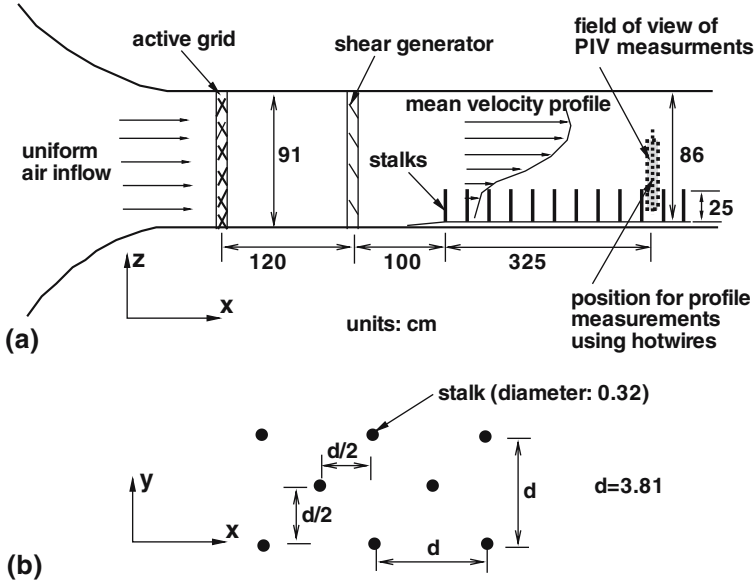 active grid
shear generator
field of view of
PIV measurments
mean velocity profile
uniform
air inflow
91
stalks
86
25
120
100
325
z
x
units: cm
position for profile
measurements
using hotwires
(a)
stalk (diameter: 0.32)
d/2
y
d/2
d
d=3.81
x
d
(b)